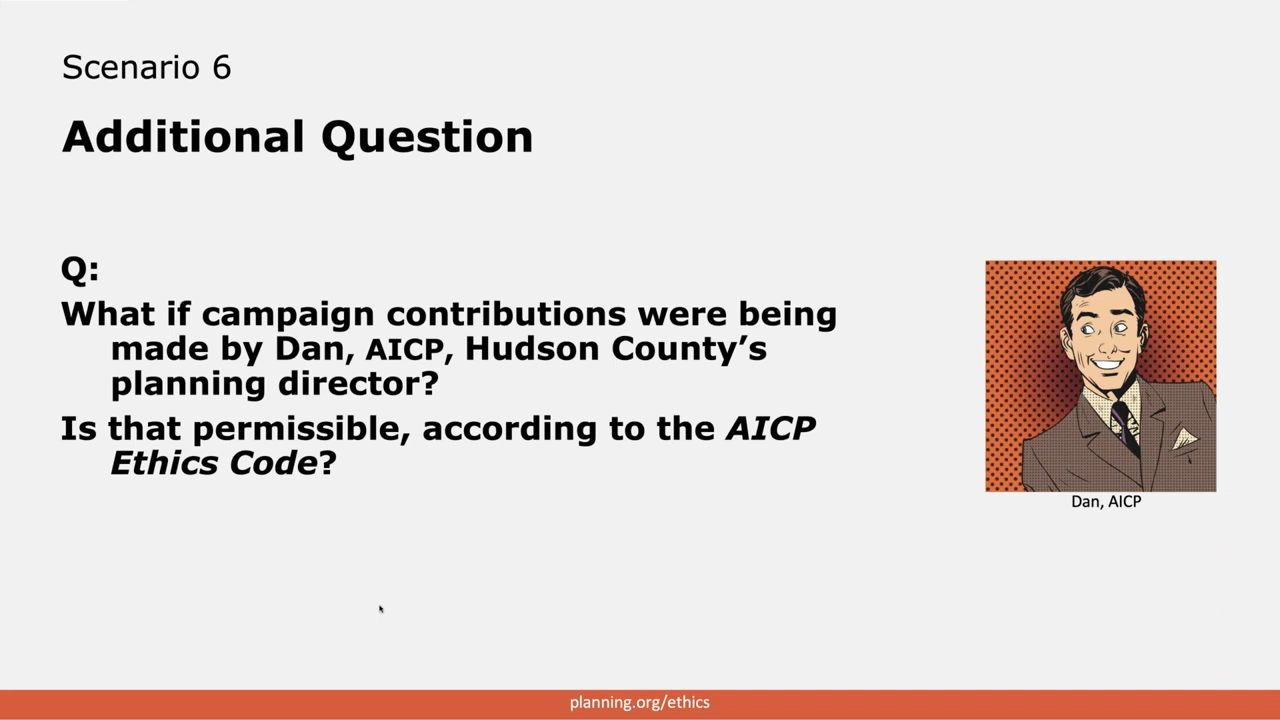 Scenario 6
Additional Question
Q:
What if campaign contributions were being
made by Dan, AICP, Hudson County’s
planning director?
Is that permissible, according to the AICP
Ethics Code?
Dan, AICP
planning.org/ethics